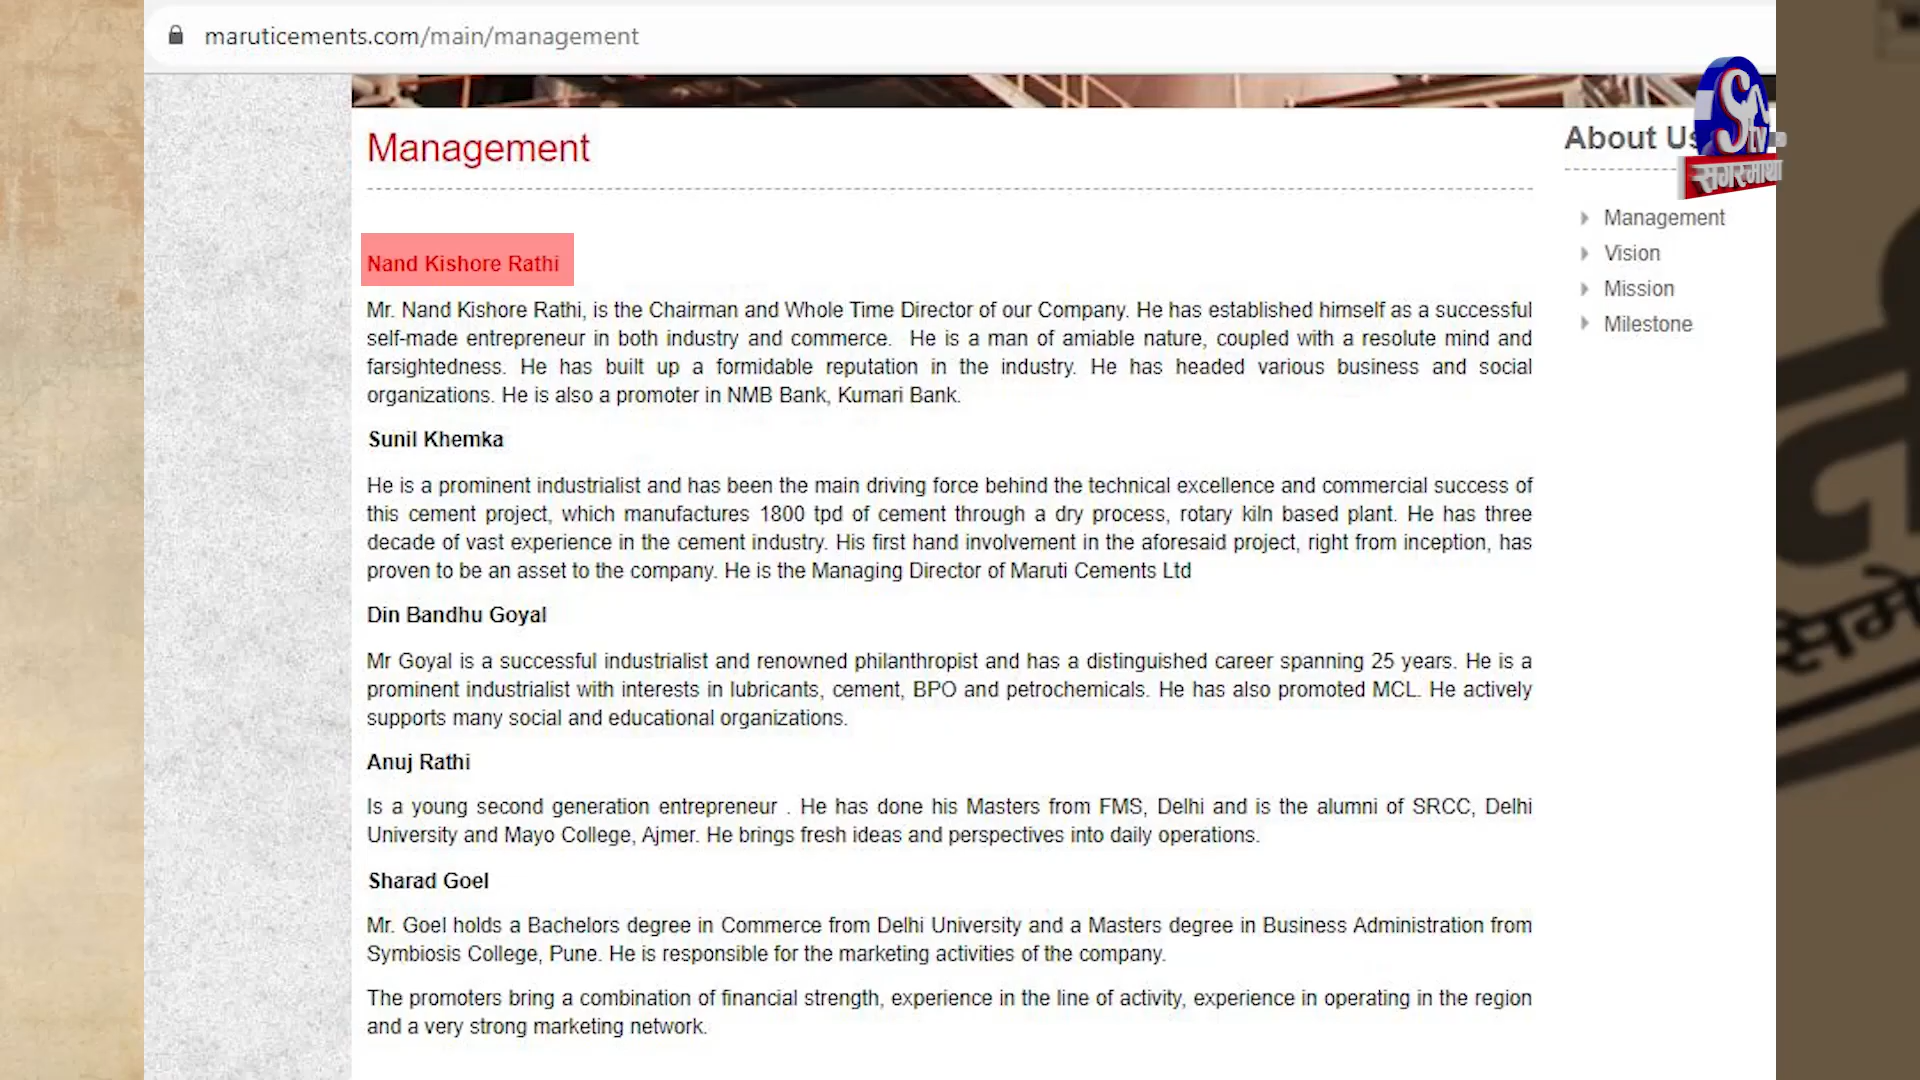 maruticements.com/main/management
Management
Nand Kishore Rathi
Mr. Nand Kishore Rathi, is the Chairman and Whole Time Director of our Company. He has established himself as a successful
self-made entrepreneur in both industry and commerce. He is a man of amiable nature, coupled with a resolute mind and
farsightedness. He has built up a formidable reputation in the industry. He has headed various business and social
organizations. He is also a promoter in NMB Bank, Kumari Bank.
Sunil Khemka
He is a prominent industrialist and has been the main driving force behind the technical excellence and commercial success of
this cement project, which manufactures 1800 tpd of cement through a dry process, rotary kiln based plant. He has three
decade of vast experience in the cement industry. His first hand involvement in the aforesaid project, right from inception, has
proven to be an asset to the company. He is the Managing Director of Maruti Cements Ltd
Din Bandhu Goyal
Mr Goyal is a successful industrialist and renowned philanthropist and has a distinguished career spanning 25 years. He is a
prominent industrialist with interests in lubricants, cement, BPO and petrochemicals. He has also promoted MCL. He actively
supports many social and educational organizations.
Anuj Rathi
Is a young second generation entrepreneur . He has done his Masters from FMS, Delhi and is the alumni of SRCC, Delhi
University and Mayo College, Ajmer. He brings fresh ideas and perspectives into daily operations.
Sharad Goel
Mr. Goel holds a Bachelors degree in Commerce from Delhi University and a Masters degree in Business Administration from
Symbiosis College, Pune. He is responsible for the marketing activities of the company.
The promoters bring a combination of financial strength, experience in the line of activity, experience in operating in the region
and a very strong marketing network.
About Us
Management
Vision
Mission
Milestone
tv
सगरमाथा